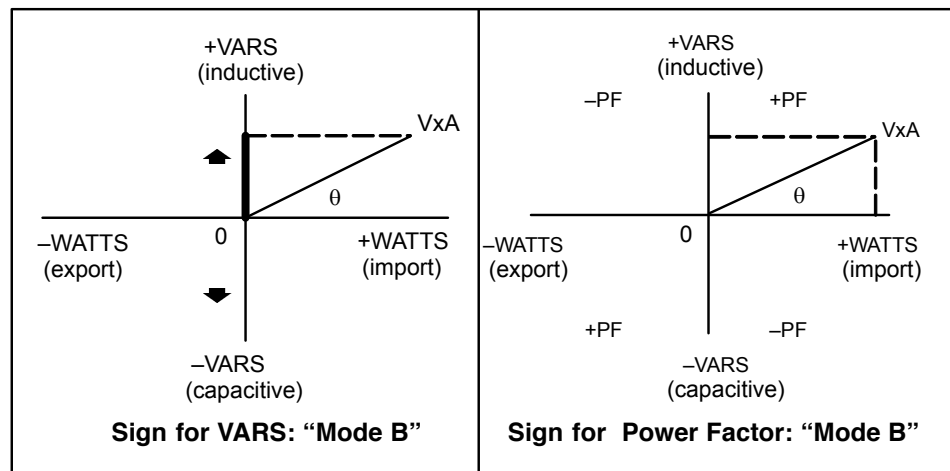 +VARS
(inductive)
VxA
θ
0
–WATTS
(export)
+WATTS
(import)
–VARS
(capacitive)
Sign for VARS: “Mode B”
+VARS
(inductive)
–PF
+PF
VxA
θ
0
–WATTS
(export)
+WATTS
(import)
+PF
–PF
–VARS
(capacitive)
Sign for Power Factor: “Mode B”